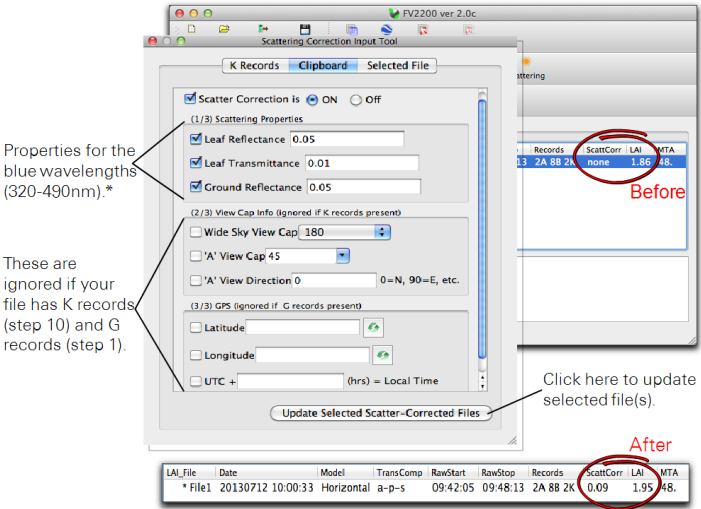 FV2200 ver 2.0c
Scattering Correction Input Tool
K Records Clipboard Selected File
Scatter Correction is ON Off
(1/3) Scattering Properties
Leaf Reflectance 0.05
Leaf Transmittance 0.01
Ground Reflectance 0.05
(2/3) View Cap Info (ignored if K records present)
Wide Sky View Cap 180
'A' View Cap 45
'A' View Direction 0 0=N, 90=E, etc.
(3/3) GPS (ignored if G records present)
Latitude
Longitude
UTC + (hrs) = Local Time
Update Selected Scatter-Corrected Files
Properties for the
blue wavelengths
(320-490nm).*
These are
ignored if your
file has K records
(step 10) and G
records (step 1).
attering
Records ScattCorr LAI MTA
13 2A 8B 2K none 1.86 48.
Before
Click here to update
selected file(s).
After
LAI_File Date Model TransComp RawStart RawStop Records ScattCorr LAI MTA
* File1 20130712 10:00:33 Horizontal a-p-s 09:42:05 09:48:13 2A 8B 2K 0.09 1.95 48.